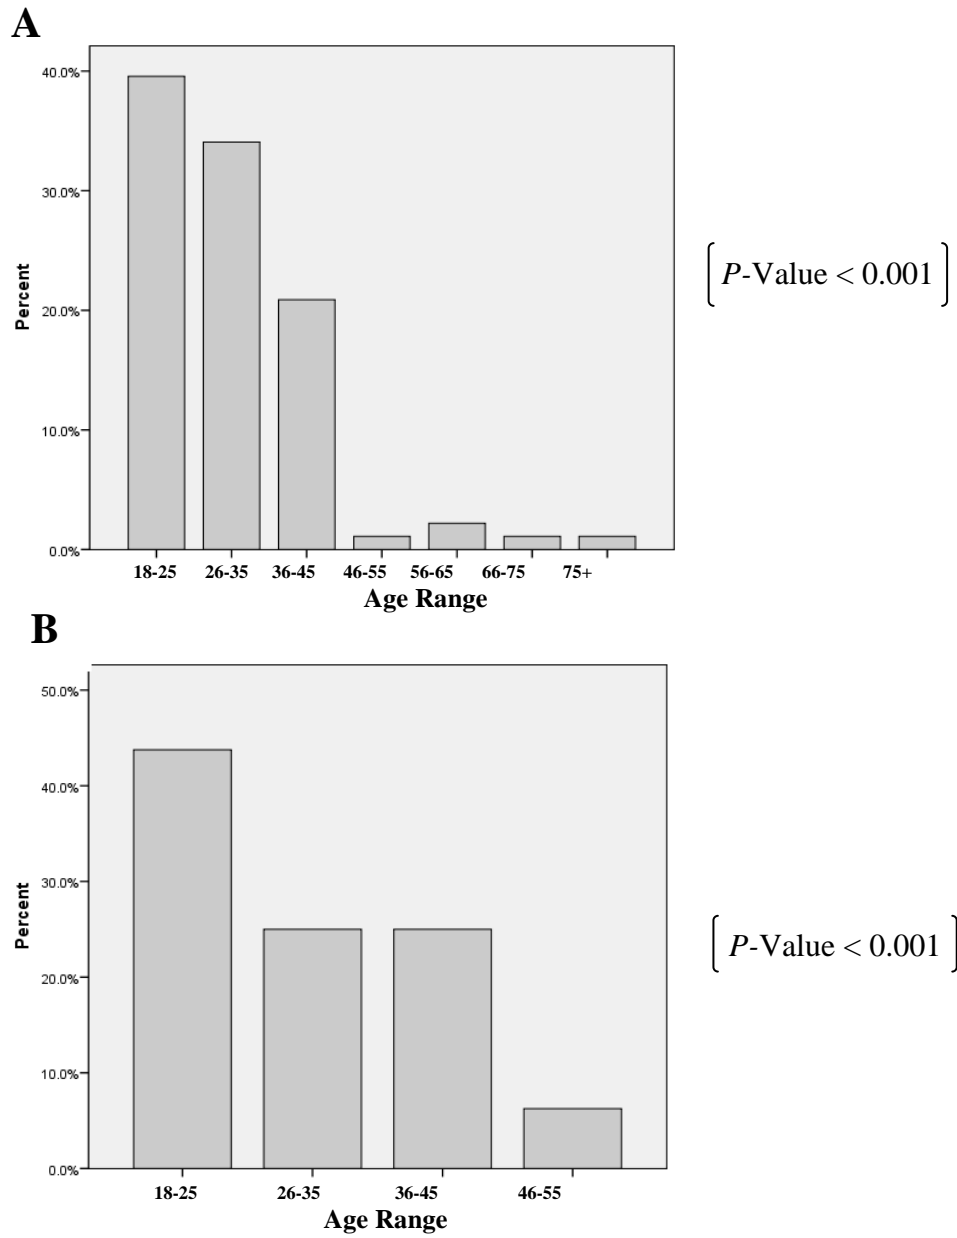 A
40.0%
30.0%
20.0%
10.0%
0.0%
Percent
18-25 26-35 36-45 46-55 56-65 66-75 75+
Age Range
P-Value < 0.001
B
50.0%
40.0%
30.0%
20.0%
10.0%
0.0%
Percent
18-25 26-35 36-45 46-55
Age Range
P-Value < 0.001